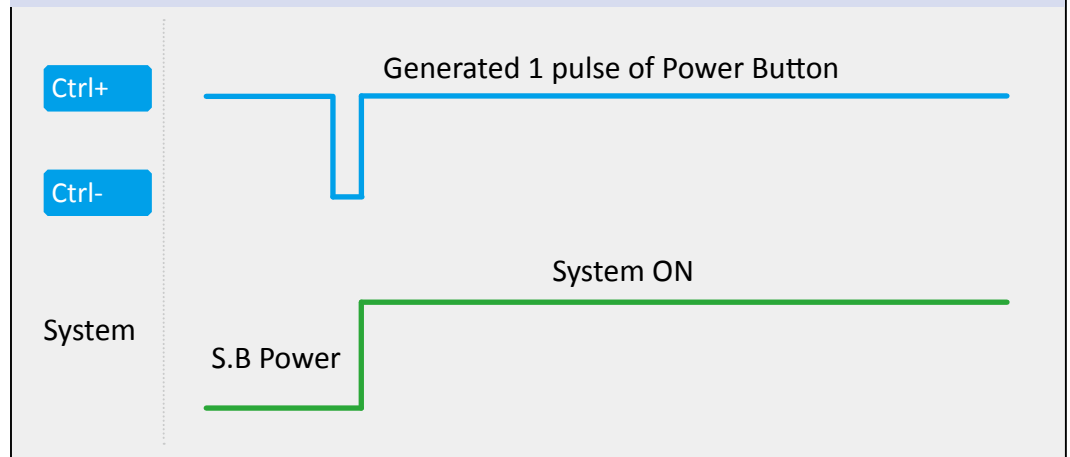 Generated 1 pulse of Power Button
Ctrl+
Ctrl-
System ON
System
S.B Power